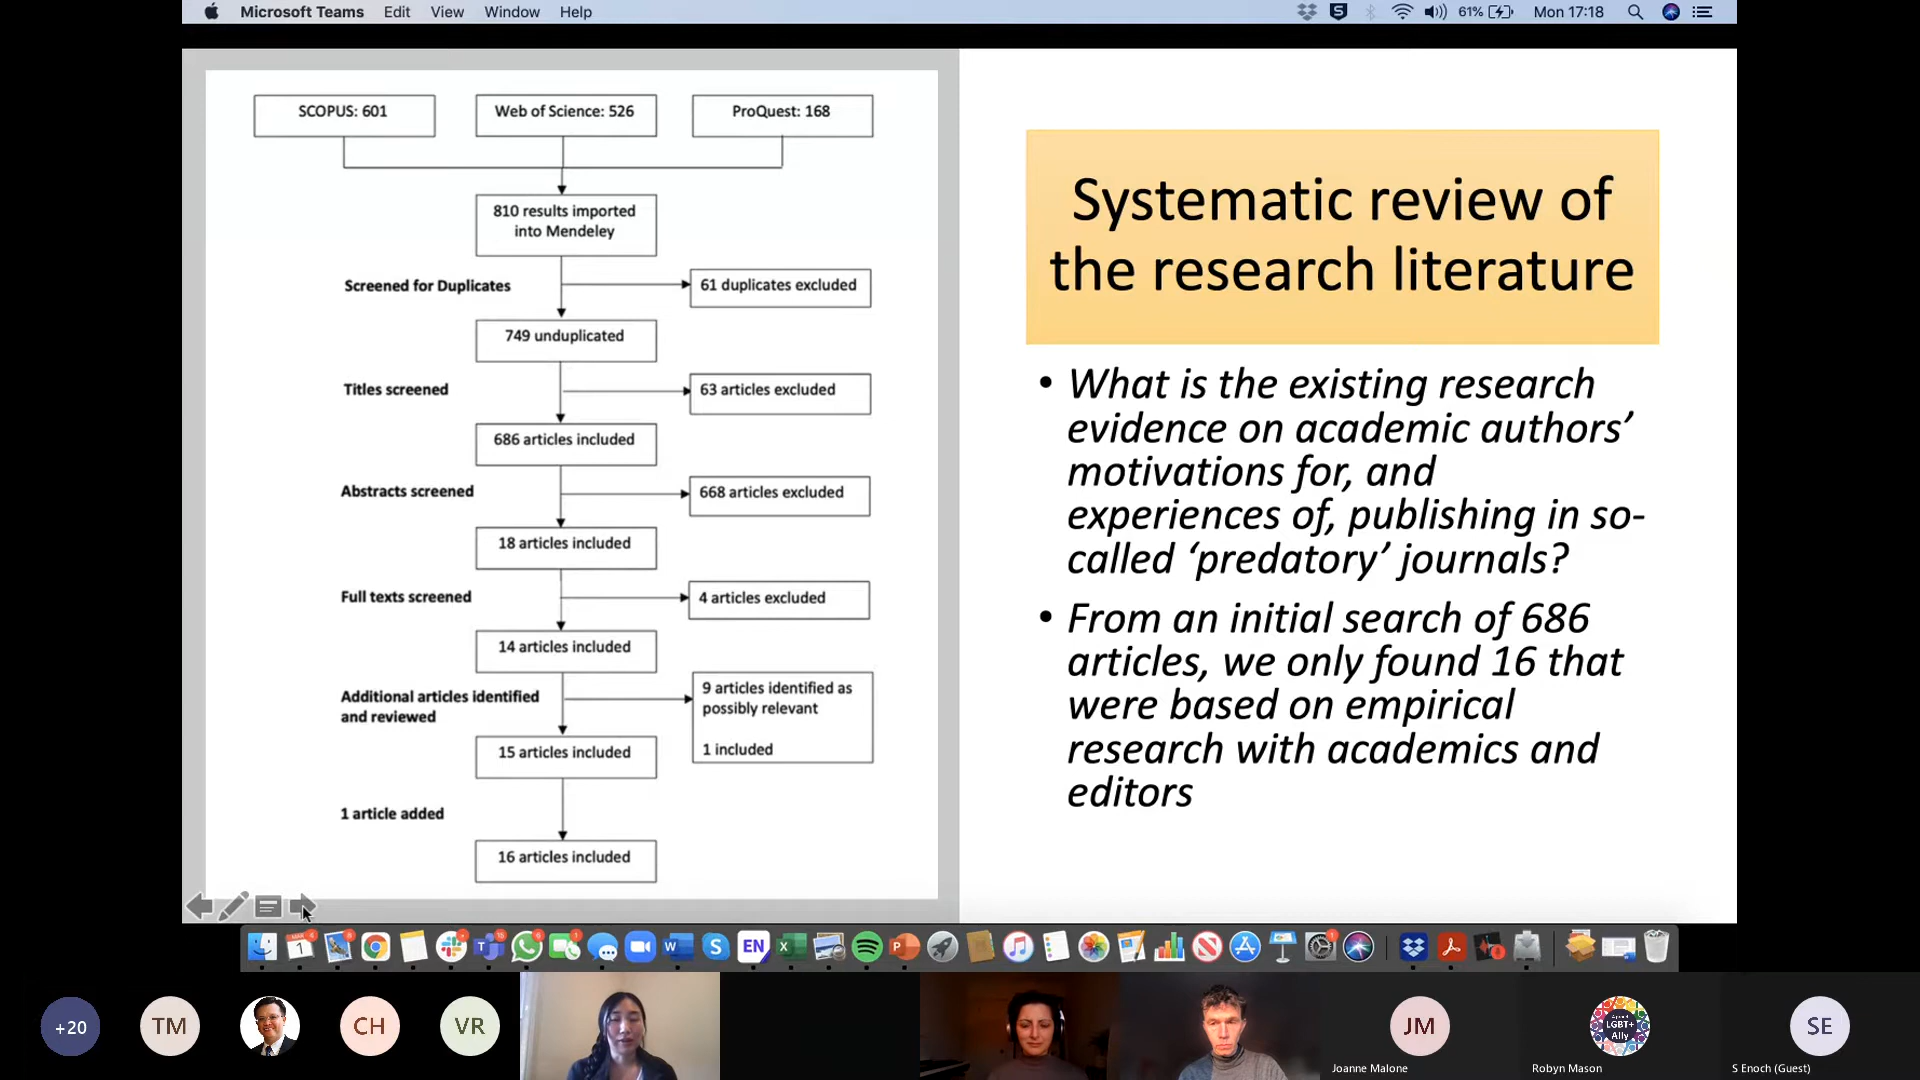 Microsoft Teams Edit View Window Help
61% Mon 17:18
SCOPUS: 601
Web of Science: 526
ProQuest: 168
810 results imported
into Mendeley
Screened for Duplicates
61 duplicates excluded
749 unduplicated
Titles screened
63 articles excluded
686 articles included
Abstracts screened
668 articles excluded
18 articles included
Full texts screened
4 articles excluded
14 articles included
Additional articles identified
and reviewed
9 articles identified as
possibly relevant
1 included
15 articles included
1 article added
16 articles included
Systematic review of
the research literature
• What is the existing research
evidence on academic authors’
motivations for, and
experiences of, publishing in so-
called ‘predatory’ journals?
• From an initial search of 686
articles, we only found 16 that
were based on empirical
research with academics and
editors
EN
+20
TM
CH
VR
JM
Joanne Malone
LGBT+
Ally
Robyn Mason
SE
S Enoch (Guest)